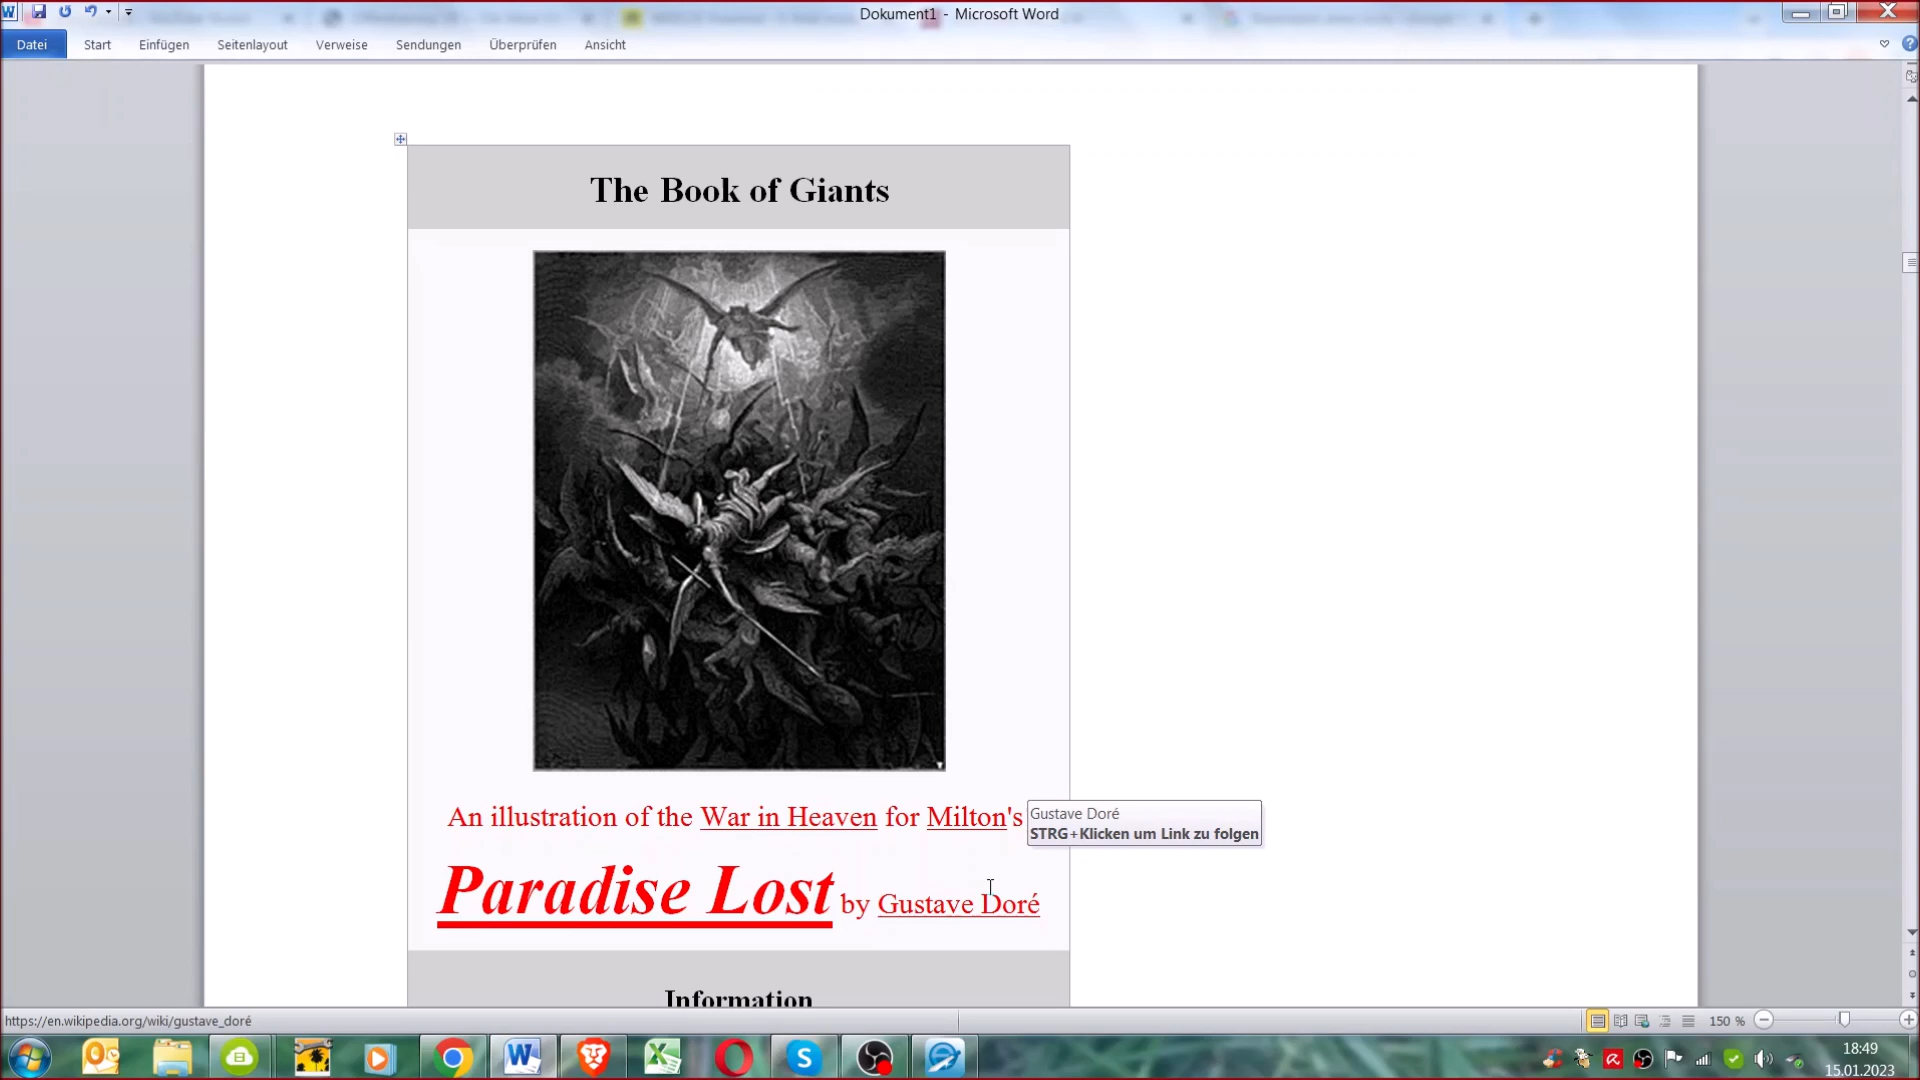 Dokument1 - Microsoft Word
Datei Start Einfügen Seitenlayout Verweise Sendungen Überprüfen Ansicht
The Book of Giants
An illustration of the War in Heaven for Milton's
Gustave Doré
STRG+Klicken um Link zu folgen
Paradise Lost by Gustave Doré
Information
https://en.wikipedia.org/wiki/gustave_doré
150 %
18:49
15.01.2023